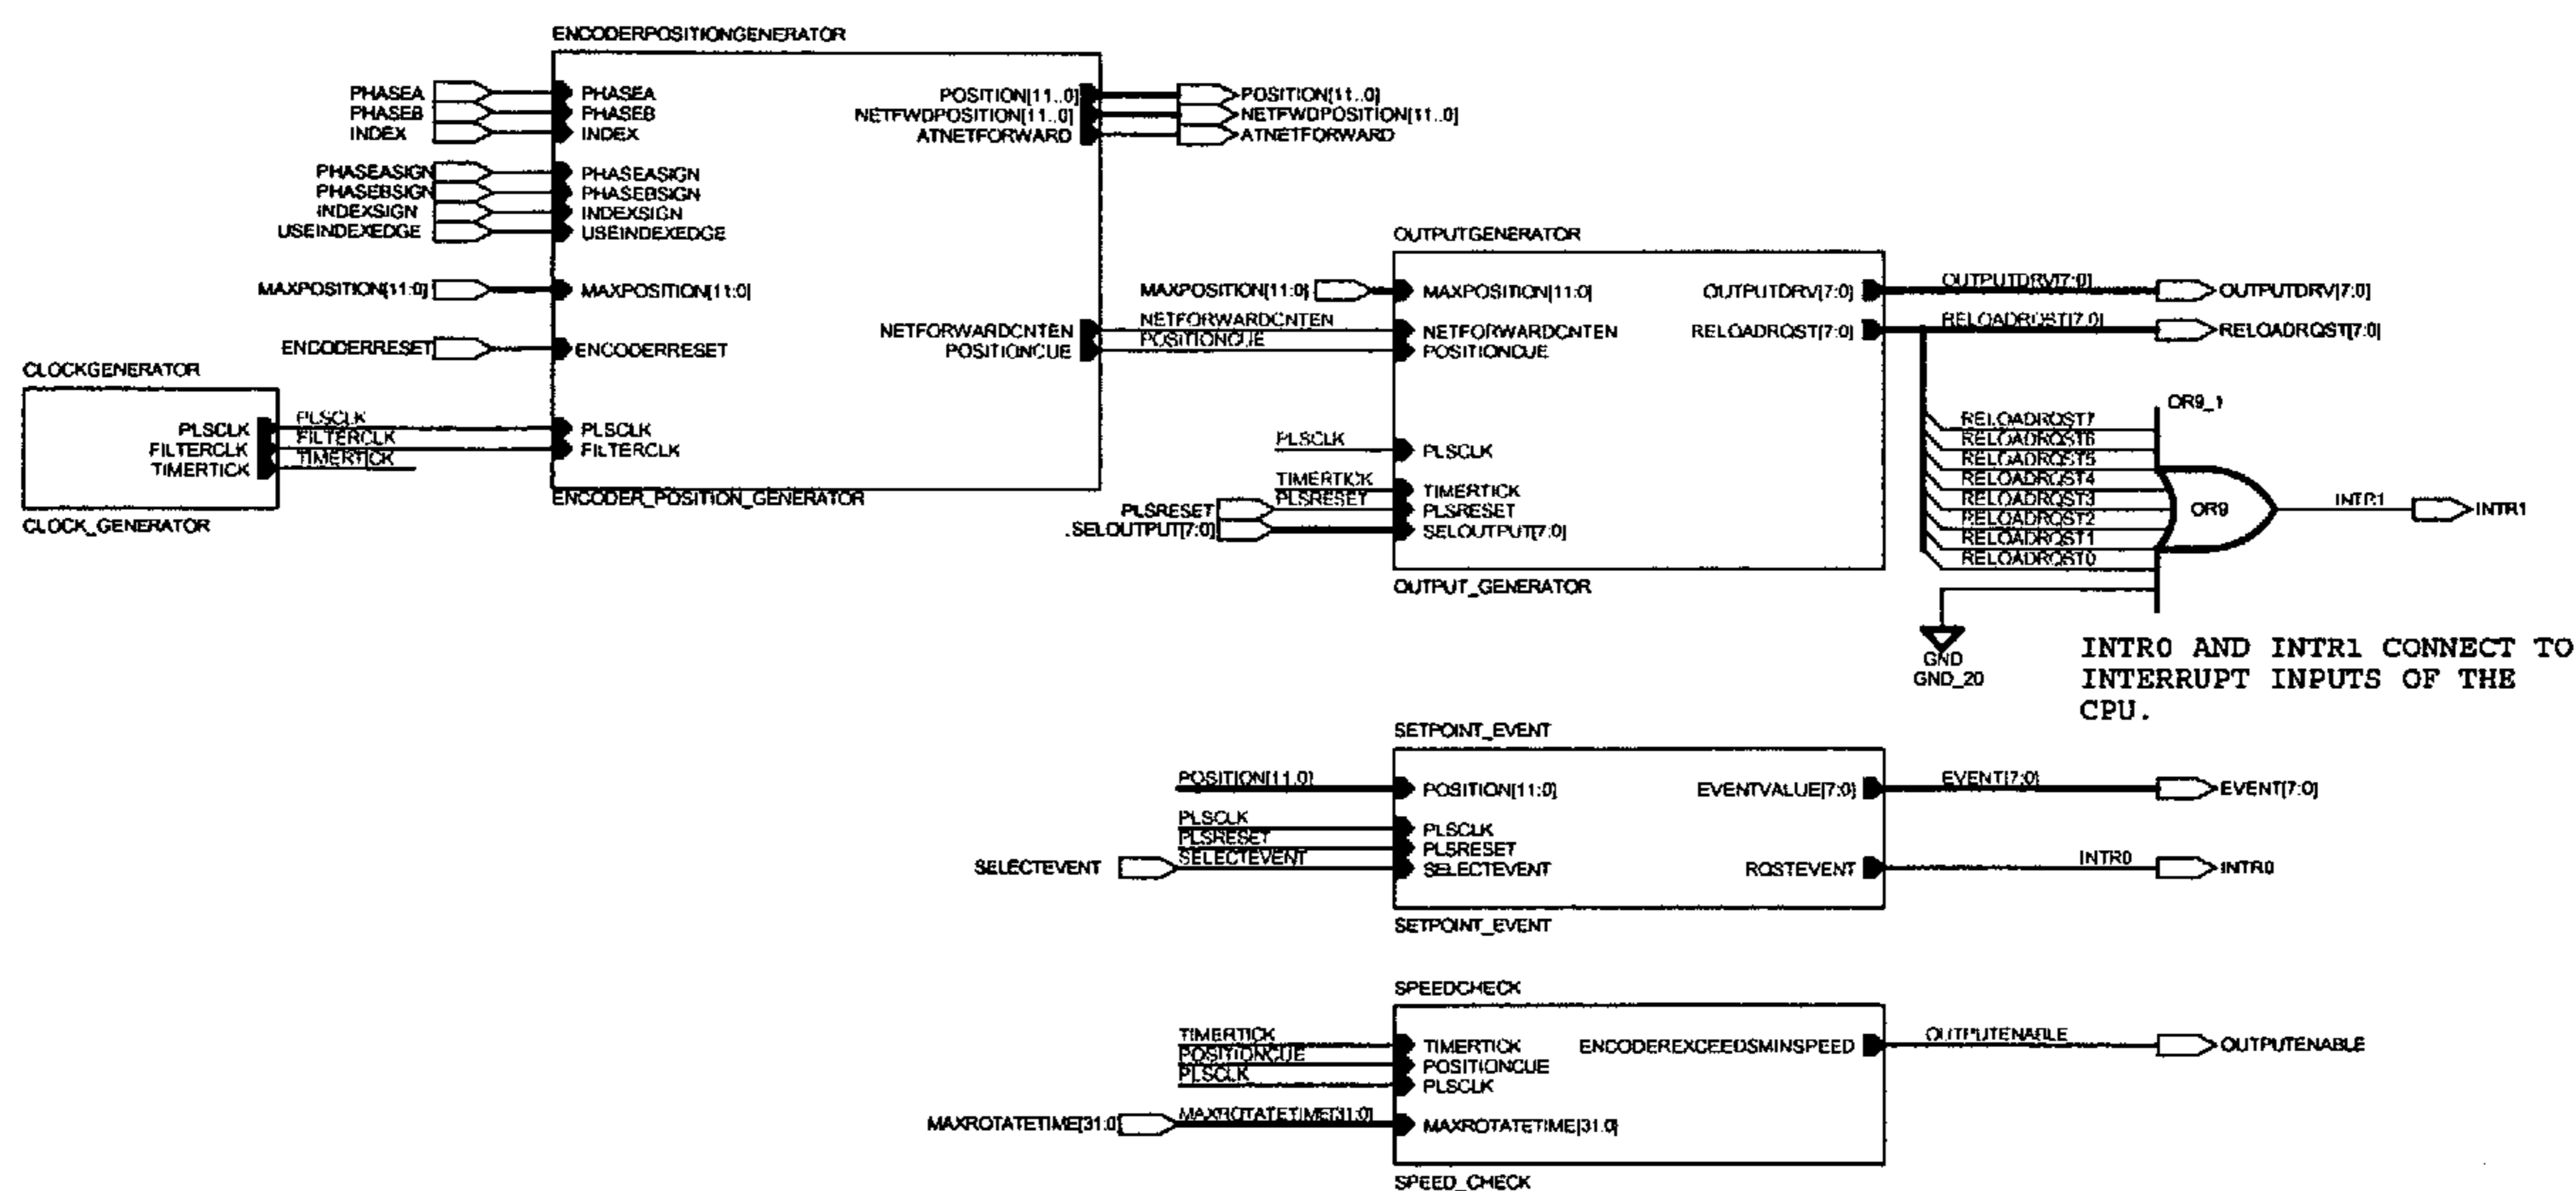 ENCODERPOSITIONGENERATOR
PHASEA
PHASEB
INDEX
PHASEASIGN
PHASEBSIGN
INDEXSIGN
USEINDEXEDGE
MAXPOSITION[11:0]
ENCODERRESET
PHASEA
PHASEB
INDEX
PHASEASIGN
PHASEBSIGN
INDEXSIGN
USEINDEXEDGE
MAXPOSITION[11:0]
ENCODERRESET
PLSCLK
FILTERCLK
POSITION[11..0]
NETFWDPOSITION[11..0]
ATNETFORWARD
NETFORWARDCNTEN
POSITIONCUE
ENCODER_POSITION_GENERATOR
POSITION[11..0]
NETFWDPOSITION[11..0]
ATNETFORWARD
CLOCKGENERATOR
PLSCLK
FILTERCLK
TIMERTICK
PLSCLK
FILTERCLK
TIMERTICK
CLOCK_GENERATOR
OUTPUTGENERATOR
MAXPOSITION[11:0]
NETFORWARDCNTEN
POSITIONCUE
PLSCLK
TIMERTICK
PLSRESET
PLSRESET
.SELOUTPUT[7:0]
MAXPOSITION[11:0]
NETFORWARDCNTEN
POSITIONCUE
PLSCLK
TIMERTICK
PLSRESET
SELOUTPUT[7:0]
OUTPUTDRV[7:0]
RELOADRQST[7:0]
OUTPUT_GENERATOR
OUTPUTDRV[7:0]
RELOADRQST[7:0]
OUTPUTDRV[7:0]
RELOADRQST[7:0]
OR9_1
RELOADRQST7
RELOADRQST6
RELOADRQST5
RELOADRQST4
RELOADRQST3
RELOADRQST2
RELOADRQST1
RELOADRQST0
OR9
INTR1
INTR1
GND
GND_20
INTR0 AND INTR1 CONNECT TO
INTERRUPT INPUTS OF THE
CPU.
SETPOINT_EVENT
POSITION[11:0]
PLSCLK
PLSRESET
SELECTEVENT
SELECTEVENT
POSITION[11:0]
PLSCLK
PLSRESET
SELECTEVENT
EVENTVALUE[7:0]
RQSTEVENT
EVENT[7:0]
EVENT[7:0]
INTR0
INTR0
SETPOINT_EVENT
SPEEDCHECK
TIMERTICK
POSITIONCUE
PLSCLK
MAXROTATETIME[31:0]
MAXROTATETIME[31:0]
TIMERTICK
POSITIONCUE
PLSCLK
MAXROTATETIME[31:0]
ENCODEREXCEEDSMINSPEED
OUTPUTENABLE
OUTPUTENABLE
SPEED_CHECK